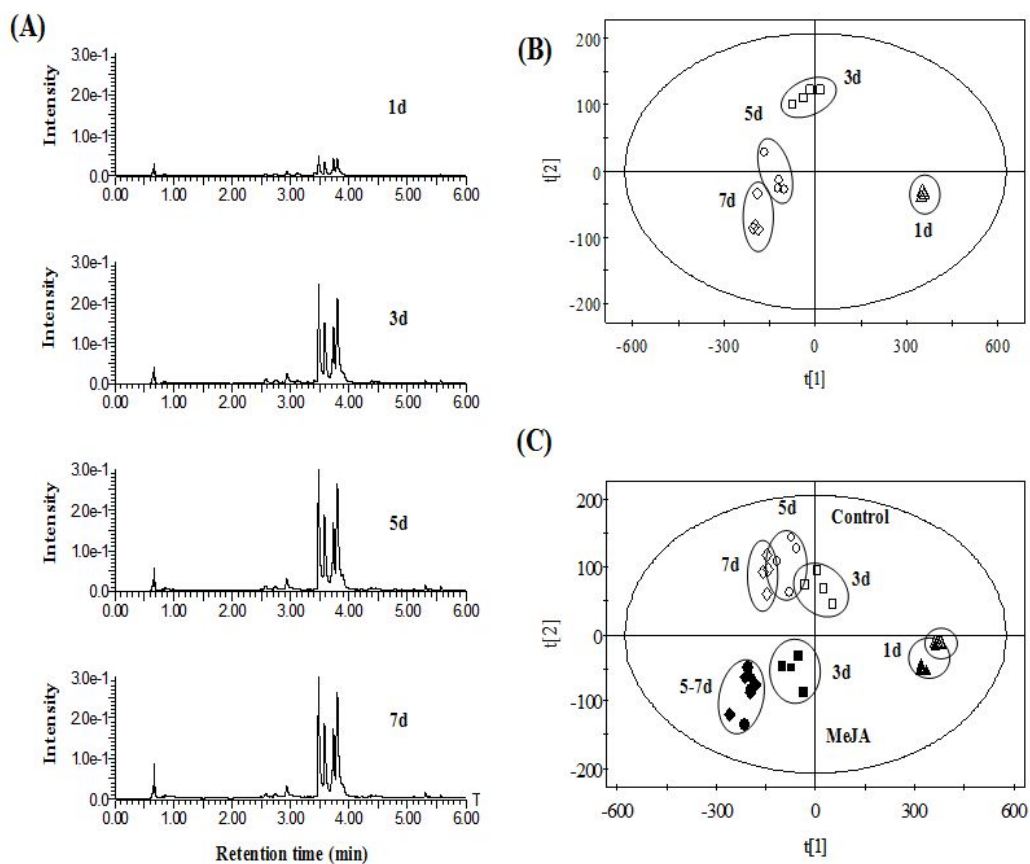 (A)
3.0e-1
2.0e-1
1.0e-1
0.0
Intensity
1d
0.00 1.00 2.00 3.00 4.00 5.00 6.00
3.0e-1
2.0e-1
1.0e-1
0.0
Intensity
3d
0.00 1.00 2.00 3.00 4.00 5.00 6.00
3.0e-1
2.0e-1
1.0e-1
0.0
Intensity
5d
0.00 1.00 2.00 3.00 4.00 5.00 6.00
3.0e-1
2.0e-1
1.0e-1
0.0
Intensity
7d
T
0.00 1.00 2.00 3.00 4.00 5.00 6.00
Retention time (min)
(B)
200
100
0
-100
-200
t[2]
3d
5d
7d
1d
-600 -300 0 300 600
t[1]
(C)
200
100
0
-100
-200
t[2]
5d
Control
7d
3d
1d
5-7d
3d
MeJA
-600 -300 0 300 600
t[1]